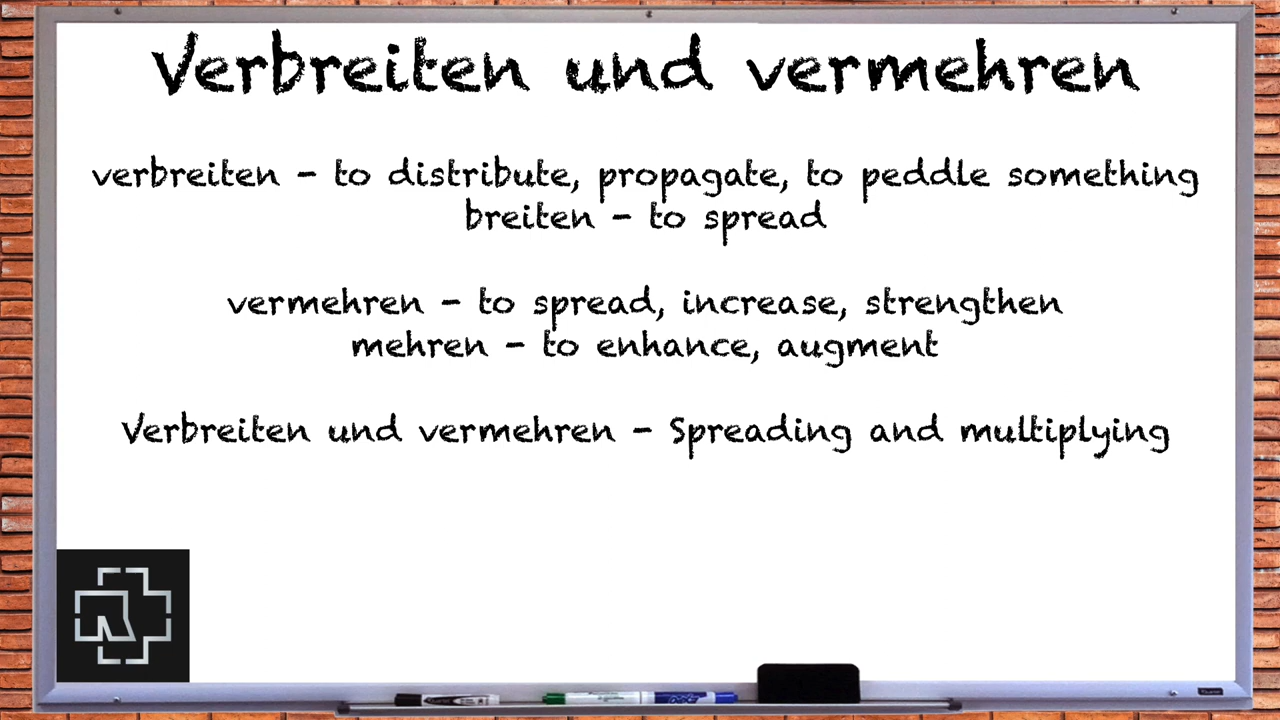 Verbreiten und vermehren
verbreiten - to distribute, propagate, to peddle something
breiten - to spread
vermehren - to spread, increase, strengthen
mehren - to enhance, augment
Verbreiten und vermehren - Spreading and multiplying